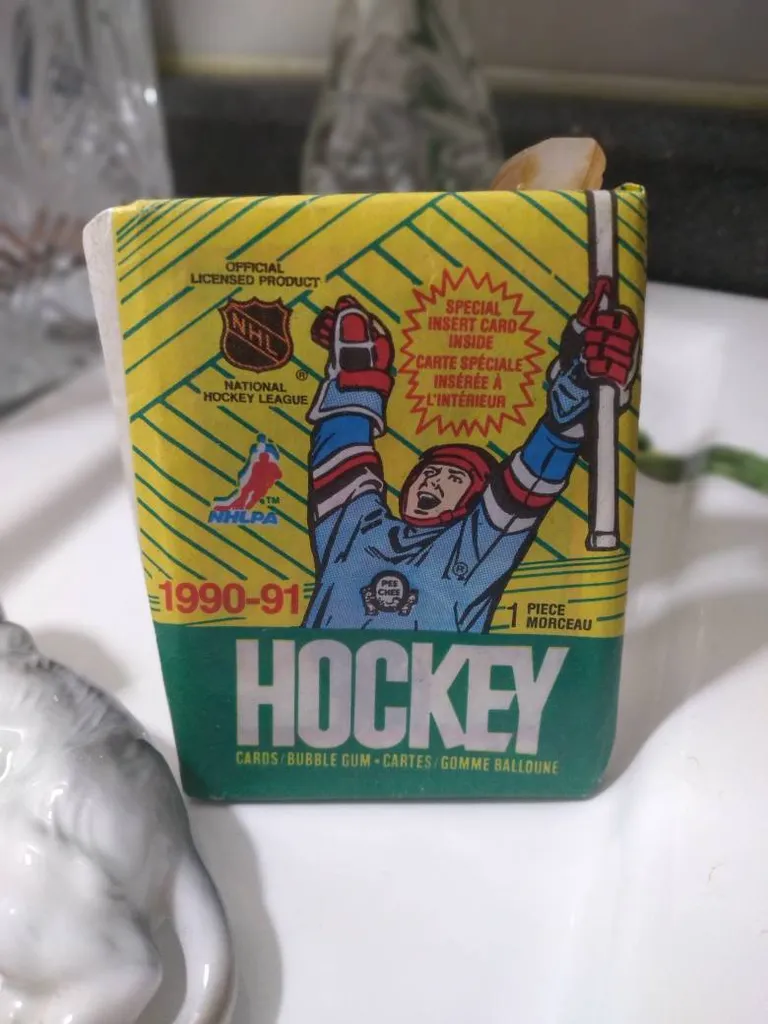 OFFICIAL
LICENSED PRODUCT
NHL
®
NATIONAL
HOCKEY LEAGUE
SPECIAL
INSERT CARD
INSIDE
CARTE SPÉCIALE
INSÉRÉE À
L'INTÉRIEUR
TM
NHLPA
®
PEE
CHEE
1990-91
1 PIECE
MORCEAU
HOCKEY
CARDS/BUBBLE GUM • CARTES/GOMME BALLOUNE